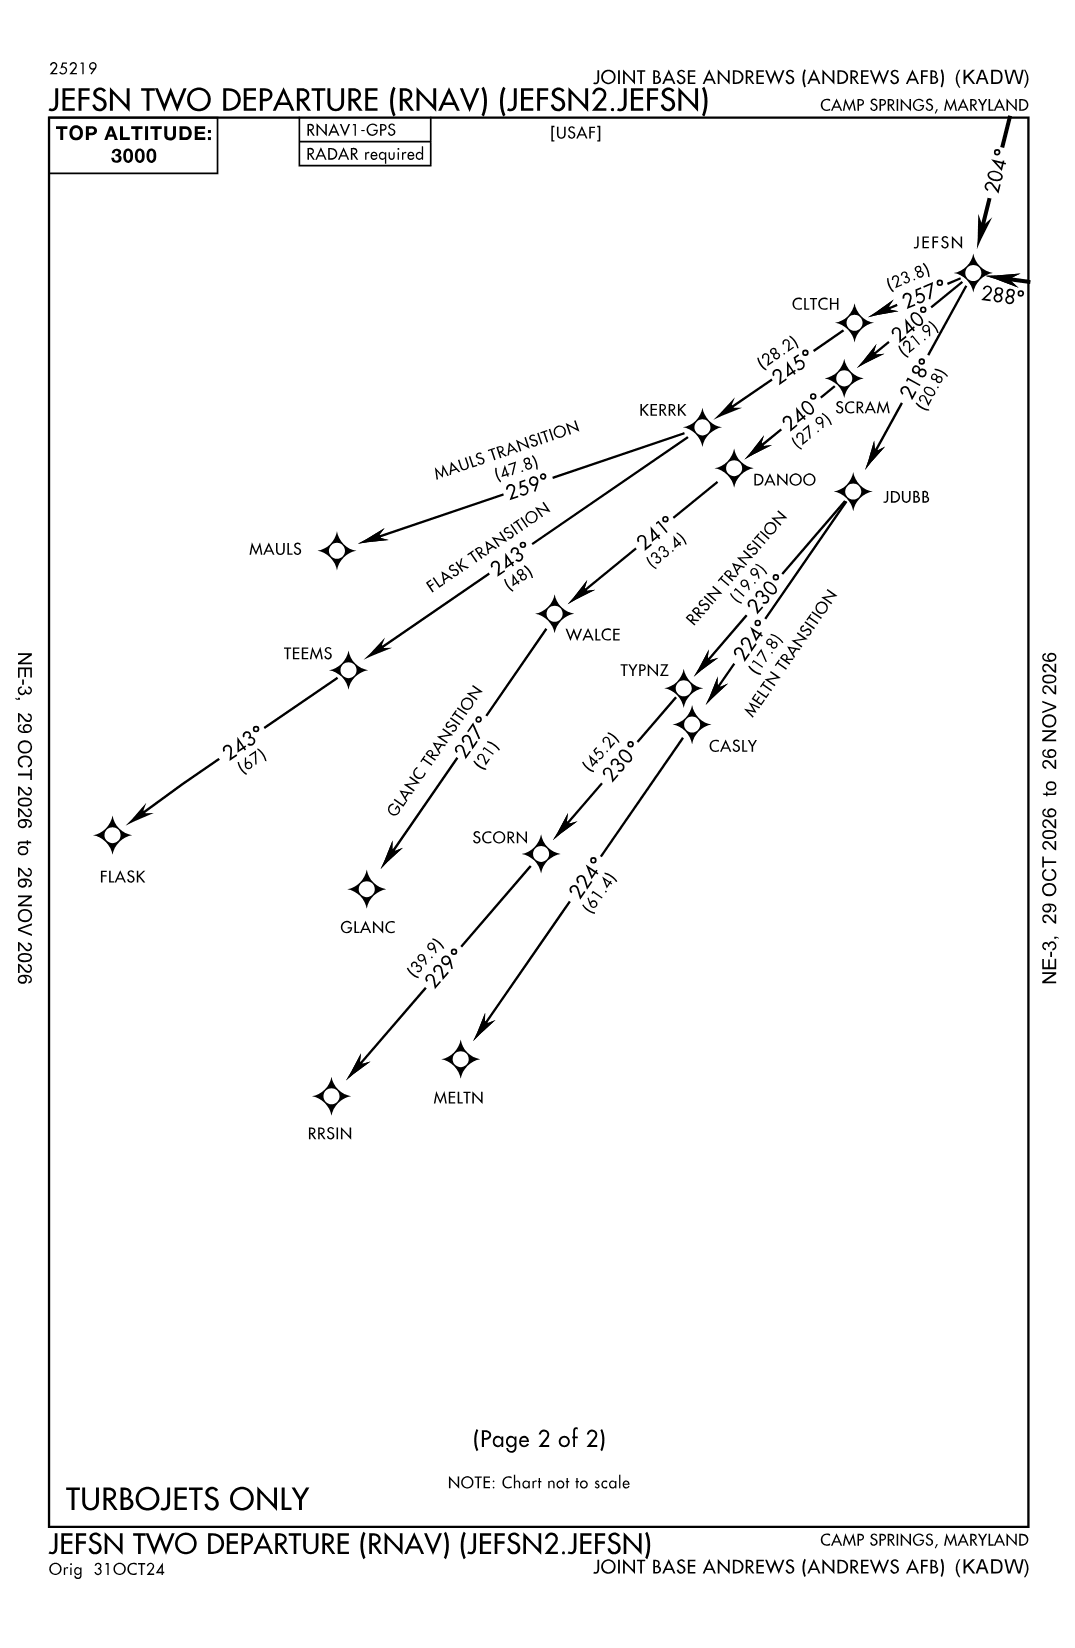 25219
JOINT BASE ANDREWS (ANDREWS AFB) (KADW)
JEFSN TWO DEPARTURE (RNAV) (JEFSN2.JEFSN)
CAMP SPRINGS, MARYLAND
TOP ALTITUDE:
3000
RNAV1-GPS
RADAR required
[USAF]
204°
JEFSN
288°
(23.8)
257°
CLTCH
240°
(21.9)
218°
(20.8)
(28.2)
245°
SCRAM
KERRK
240°
(27.9)
DANOO
JDUBB
MAULS TRANSITION
(47.8)
259°
MAULS
FLASK TRANSITION
243°
(48)
241°
(33.4)
RRSIN TRANSITION
(19.9)
230°
224°
(17.8)
MELTN TRANSITION
WALCE
TEEMS
TYPNZ
CASLY
GLANC TRANSITION
227°
(21)
243°
(67)
(45.2)
230°
SCORN
FLASK
GLANC
224°
(61.4)
(39.9)
229°
MELTN
RRSIN
NE-3, 29 OCT 2026 to 26 NOV 2026
NE-3, 29 OCT 2026 to 26 NOV 2026
(Page 2 of 2)
NOTE: Chart not to scale
TURBOJETS ONLY
JEFSN TWO DEPARTURE (RNAV) (JEFSN2.JEFSN)
CAMP SPRINGS, MARYLAND
Orig 31OCT24
JOINT BASE ANDREWS (ANDREWS AFB) (KADW)